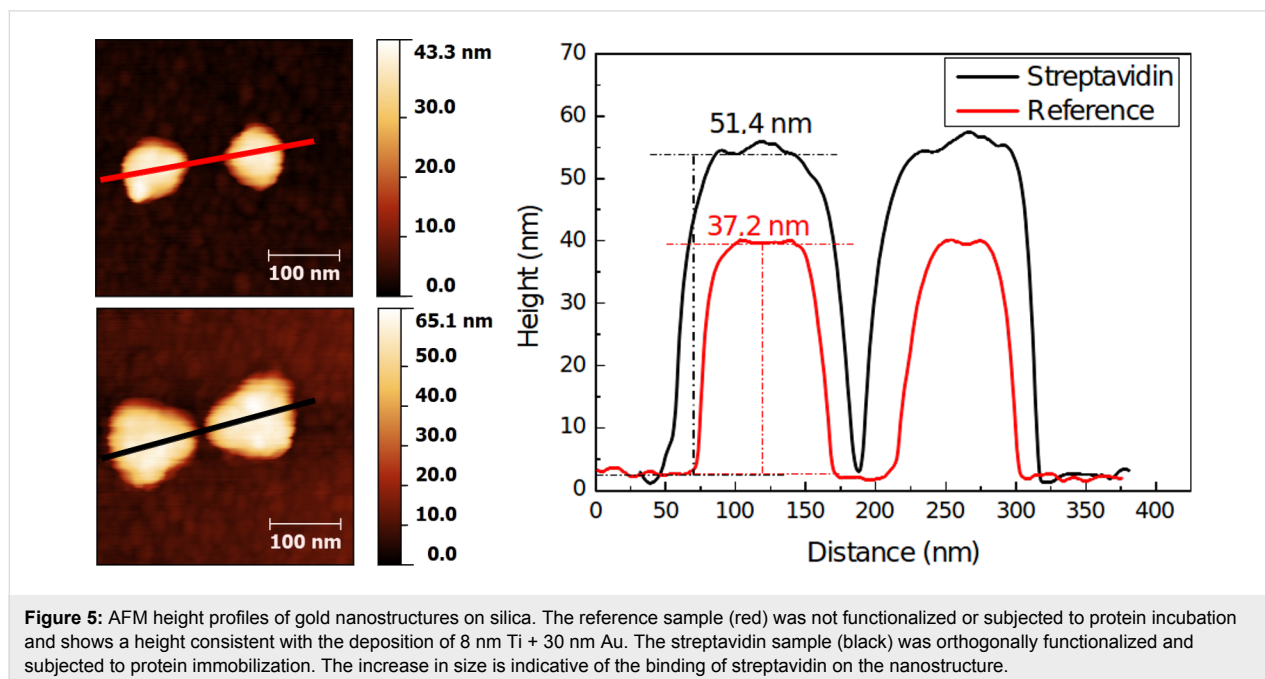 43.3 nm
30.0
20.0
10.0
0.0
100 nm
65.1 nm
50.0
40.0
30.0
20.0
10.0
0.0
100 nm
70
60
50
40
30
20
10
0
Height (nm)
Streptavidin
Reference
51,4 nm
37,2 nm
0 50 100 150 200 250 300 350 400
Distance (nm)
Figure 5: AFM height profiles of gold nanostructures on silica. The reference sample (red) was not functionalized or subjected to protein incubation
and shows a height consistent with the deposition of 8 nm Ti + 30 nm Au. The streptavidin sample (black) was orthogonally functionalized and
subjected to protein immobilization. The increase in size is indicative of the binding of streptavidin on the nanostructure.